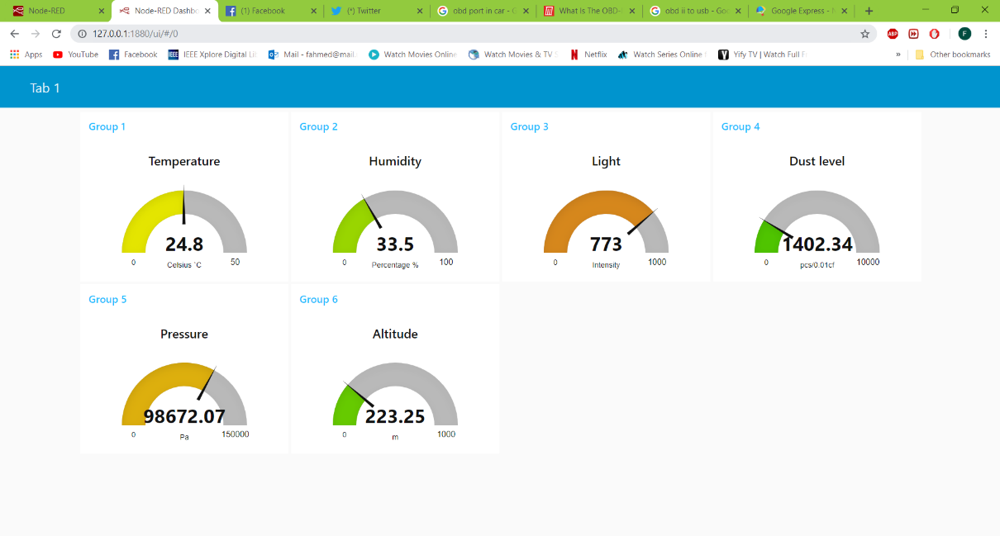 Node-RED
Node-RED Dashbo
(1) Facebook
(*) Twitter
obd port in car - G
What Is The OBD-I
obd ii to usb - Goo
Google Express - N
127.0.0.1:1880/ui/#/0
ABP
F
Apps
YouTube
Facebook
IEEE
IEEE Xplore Digital Li
Mail - fahmed@mail.
Watch Movies Online
Watch Movies & TV S
Netflix
Watch Series Online f
Yify TV | Watch Full F
»
Other bookmarks
Tab 1
Group 1
Group 2
Group 3
Group 4
Temperature
Humidity
Light
Dust level
24.8
33.5
773
1402.34
0
Celsius `C
50
0
Percentage %
100
0
Intensity
1000
0
pcs/0.01cf
10000
Group 5
Group 6
Pressure
Altitude
98672.07
223.25
0
Pa
150000
0
m
1000